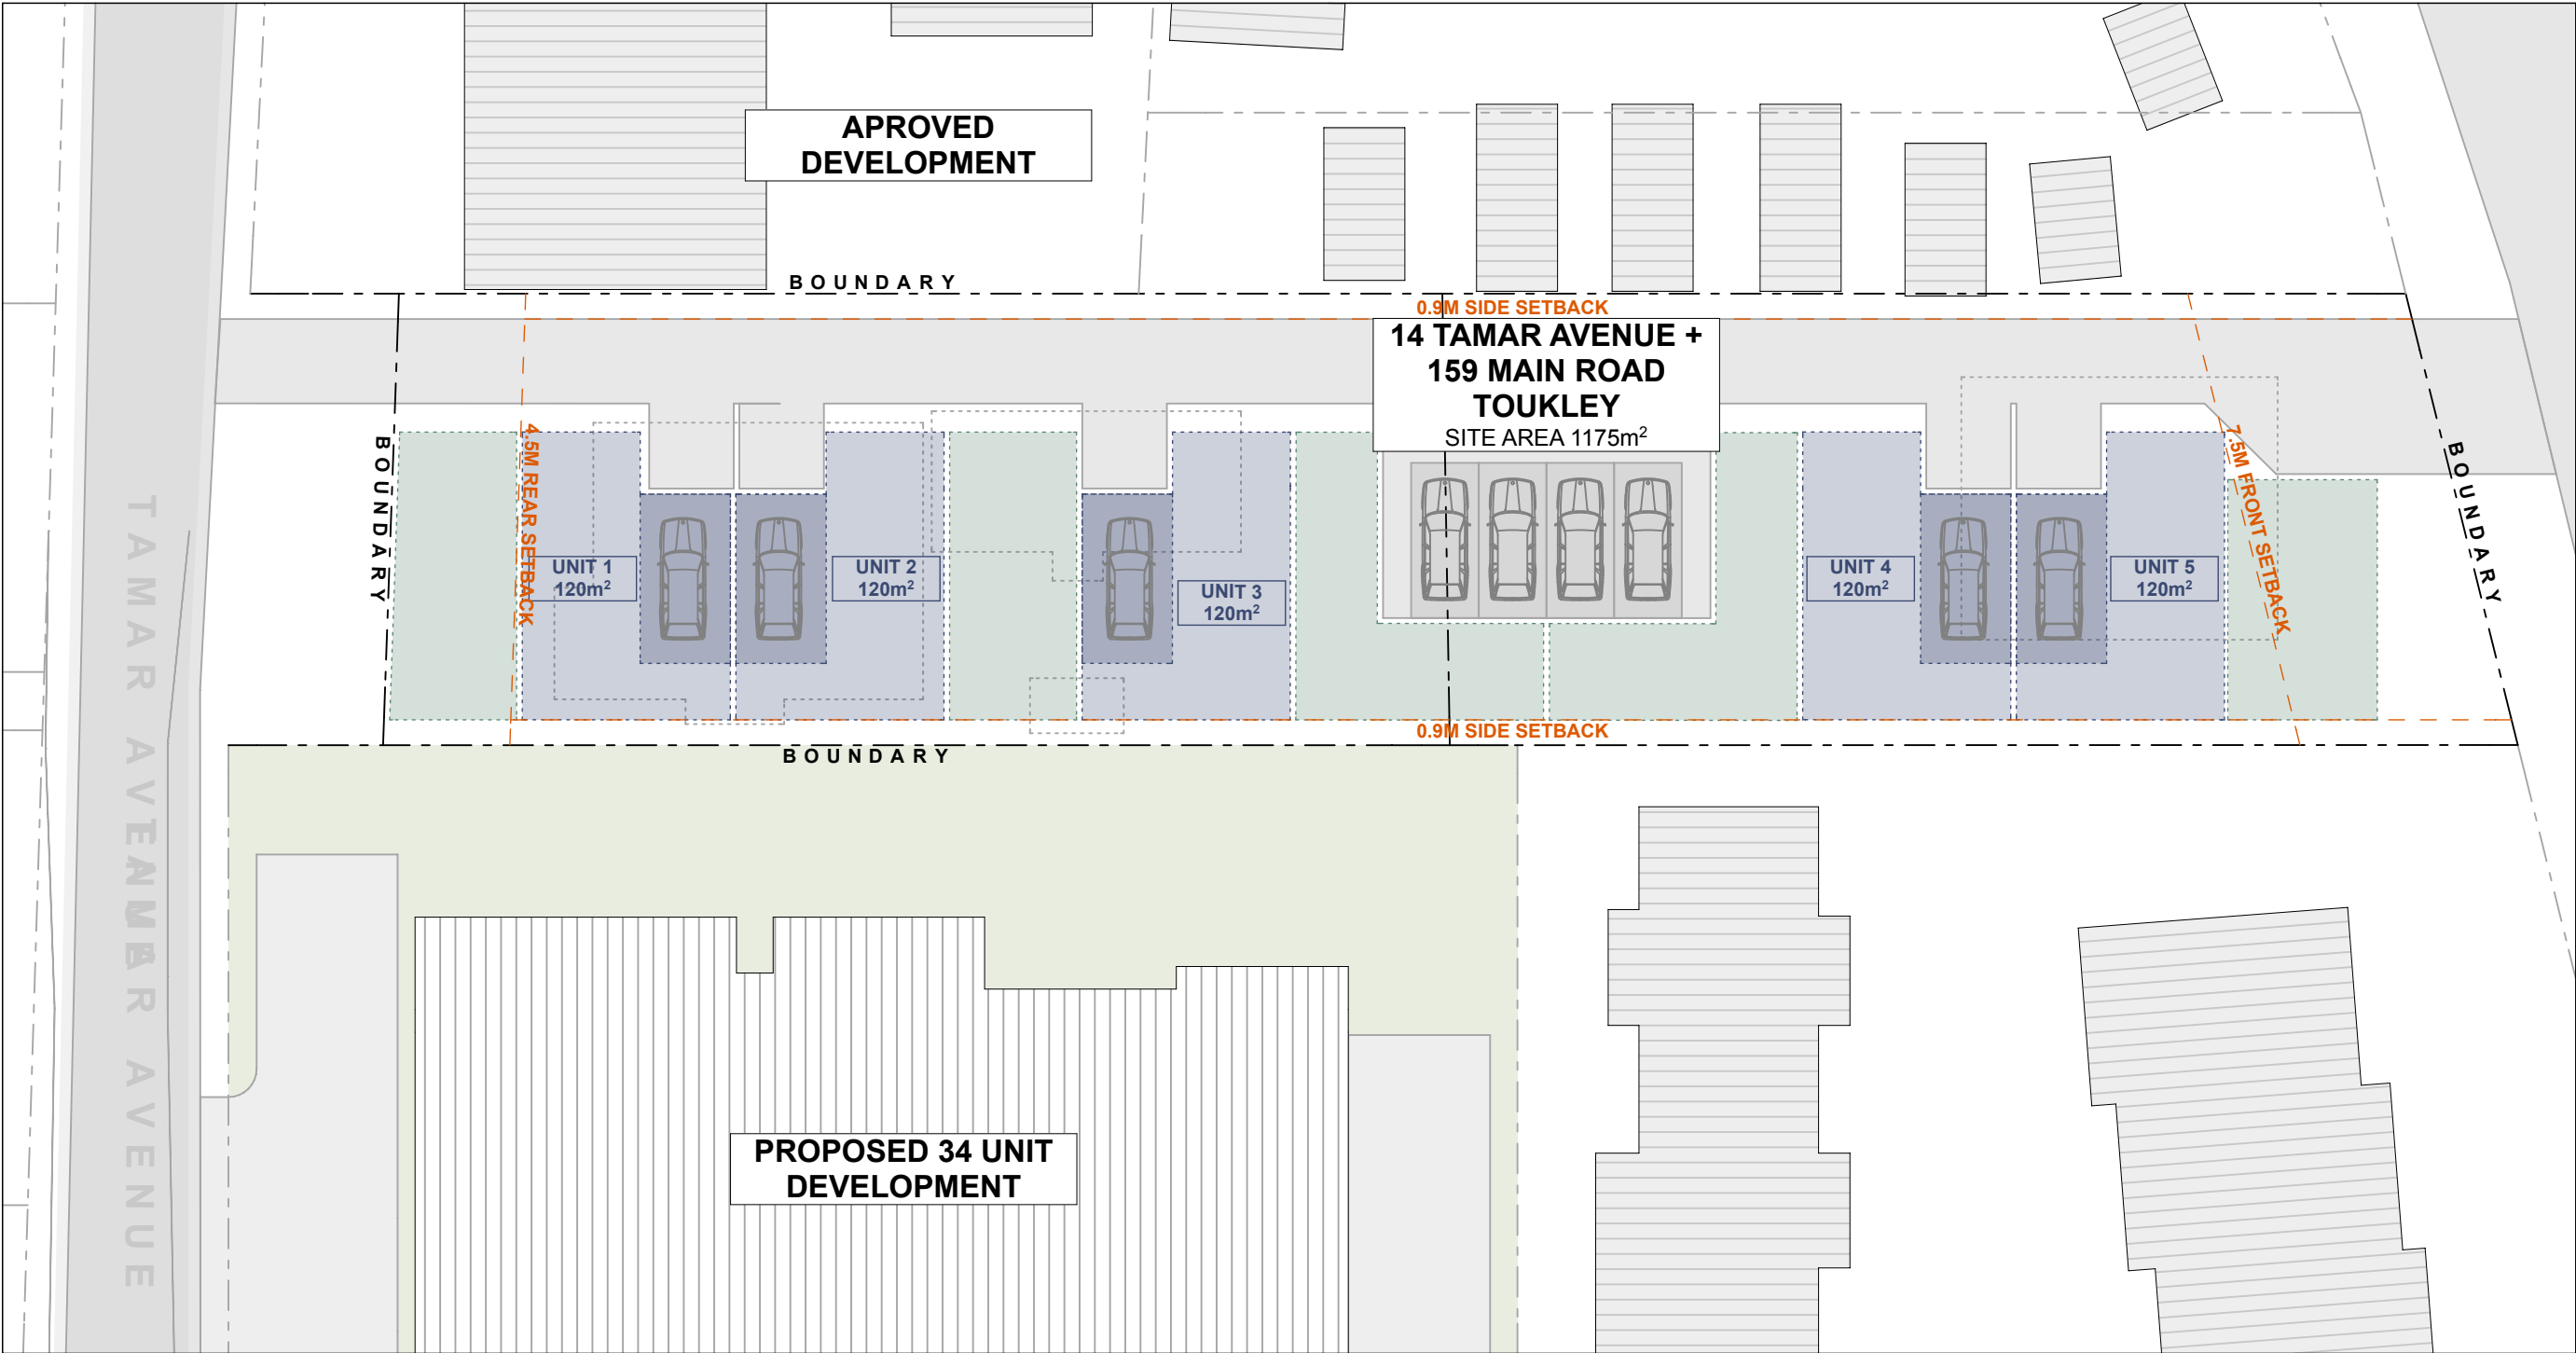 APROVED
DEVELOPMENT
BOUNDARY
0.9M SIDE SETBACK
14 TAMAR AVENUE +
159 MAIN ROAD
TOUKLEY
SITE AREA 1175m²
BOUNDARY
4.5M REAR SETBACK
UNIT 1
120m²
UNIT 2
120m²
UNIT 3
120m²
UNIT 4
120m²
UNIT 5
120m²
7.5M FRONT SETBACK
BOUNDARY
0.9M SIDE SETBACK
BOUNDARY
TAMAR AVENUE
TAMAR AVENUE
PROPOSED 34 UNIT
DEVELOPMENT